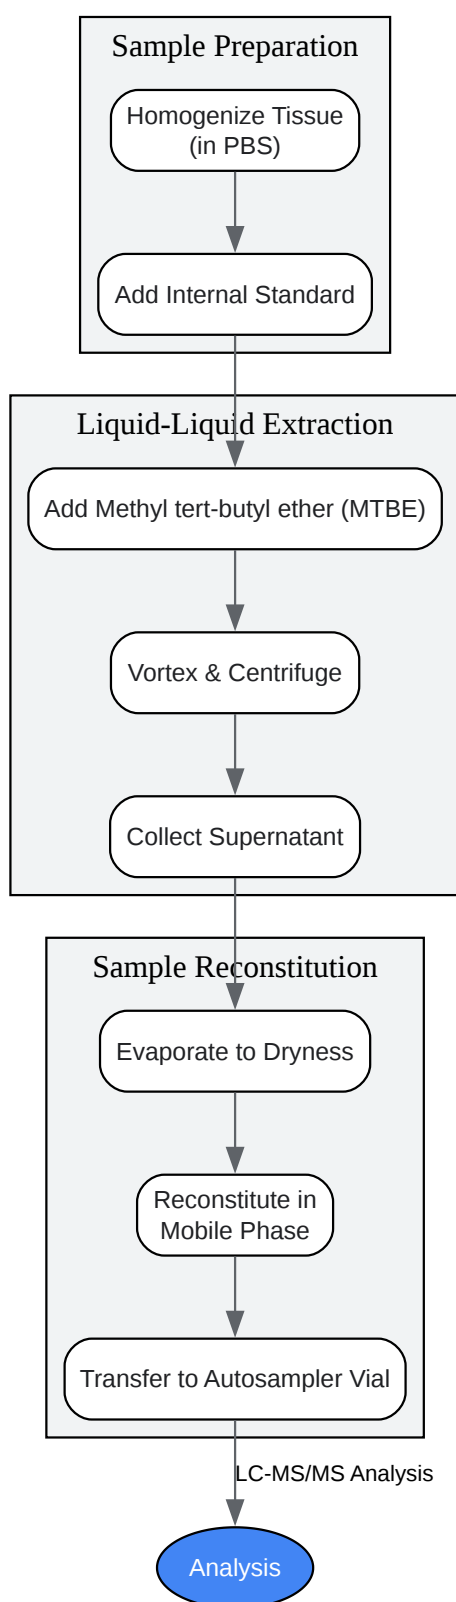 Sample Preparation
Homogenize Tissue
(in PBS)
Add Internal Standard
Liquid-Liquid Extraction
Add Methyl tert-butyl ether (MTBE)
Vortex & Centrifuge
Collect Supernatant
Sample Reconstitution
Evaporate to Dryness
Reconstitute in
Mobile Phase
Transfer to Autosampler Vial
LC-MS/MS Analysis
Analysis